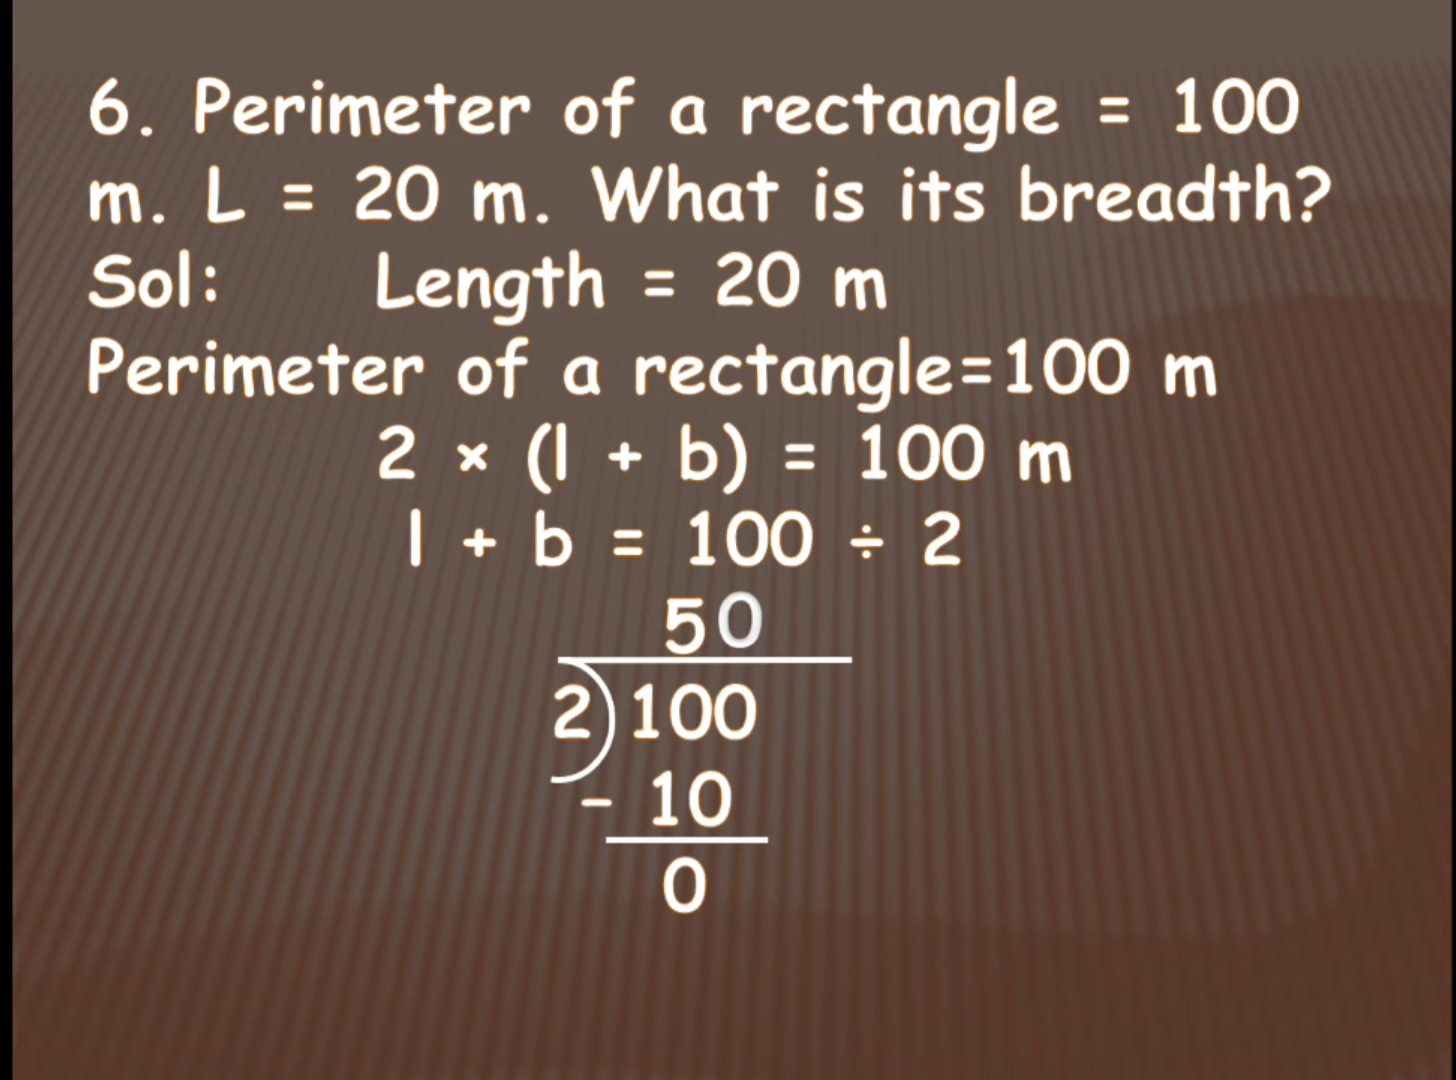 6. Perimeter of a rectangle = 100
m. L = 20 m. What is its breadth?
Sol: Length = 20 m
Perimeter of a rectangle=100 m
2 × (l + b) = 100 m
l + b = 100 ÷ 2
50
2)100
- 10
0